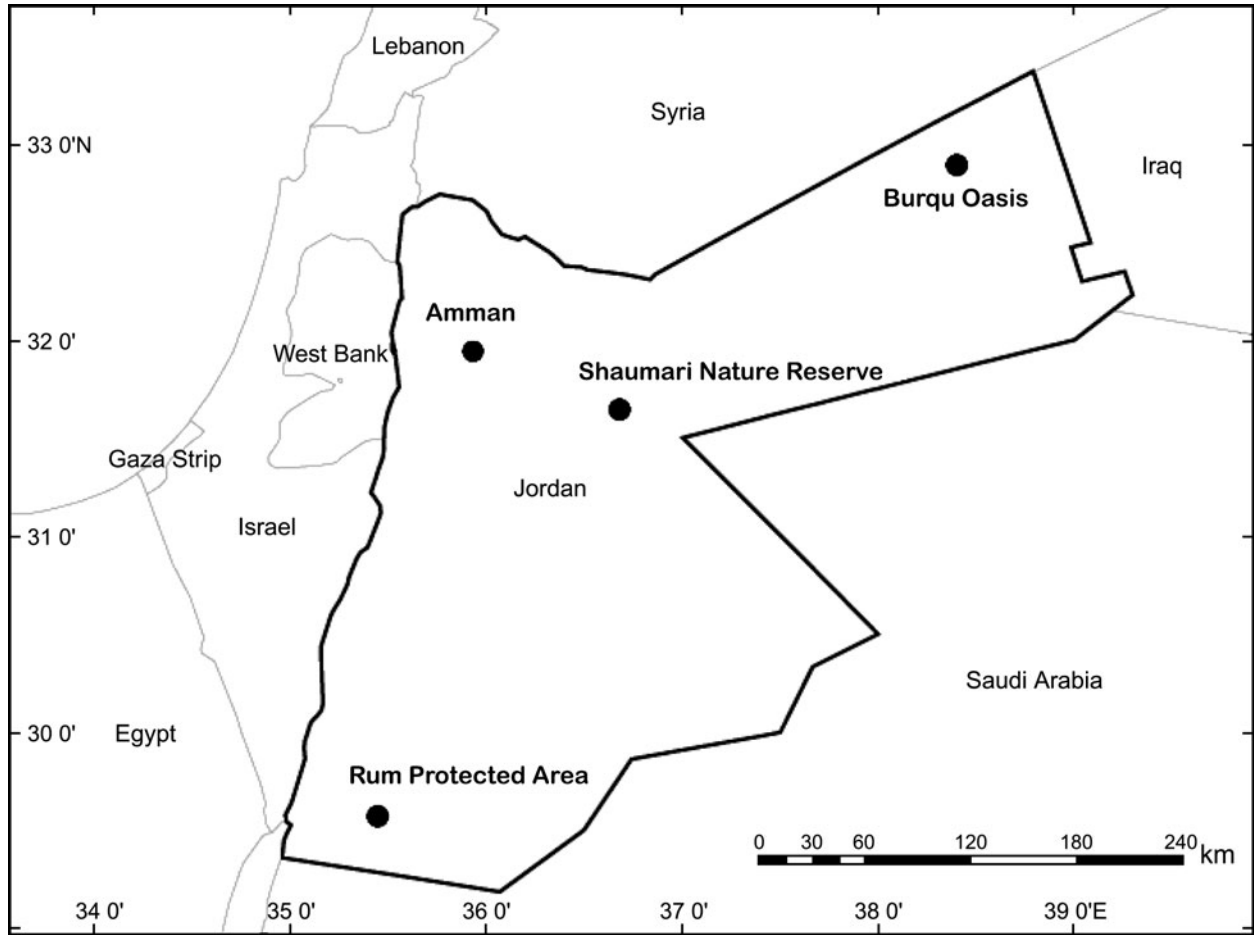 Lebanon
Syria
33 0'N
Iraq
Burqu Oasis
Amman
32 0'
West Bank
Shaumari Nature Reserve
Gaza Strip
Jordan
Israel
31 0'
Saudi Arabia
Egypt
30 0'
Rum Protected Area
0 30 60 120 180 240
km
34 0' 35 0' 36 0' 37 0' 38 0' 39 0'E